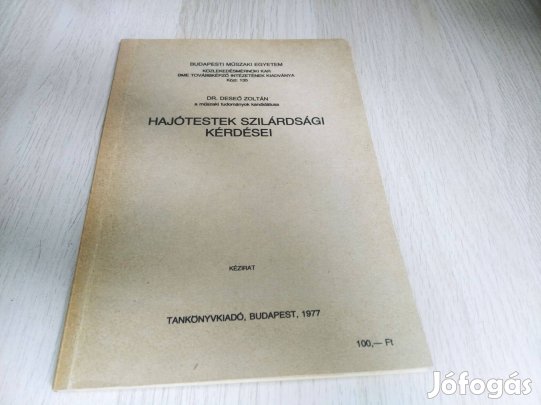 BUDAPESTI MŰSZAKI EGYETEM
KÖZLEKEDÉSMÉRNÖKI KAR
BME TOVÁBBKÉPZŐ INTÉZETÉNEK KIADVÁNYA
Közl. 135
DR. DESEŐ ZOLTÁN
a műszaki tudományok kandidátusa
HAJÓTESTEK SZILÁRDSÁGI
KÉRDÉSEI
KÉZIRAT
TANKÖNYVKIADÓ, BUDAPEST, 1977
100,— Ft
Jófogás